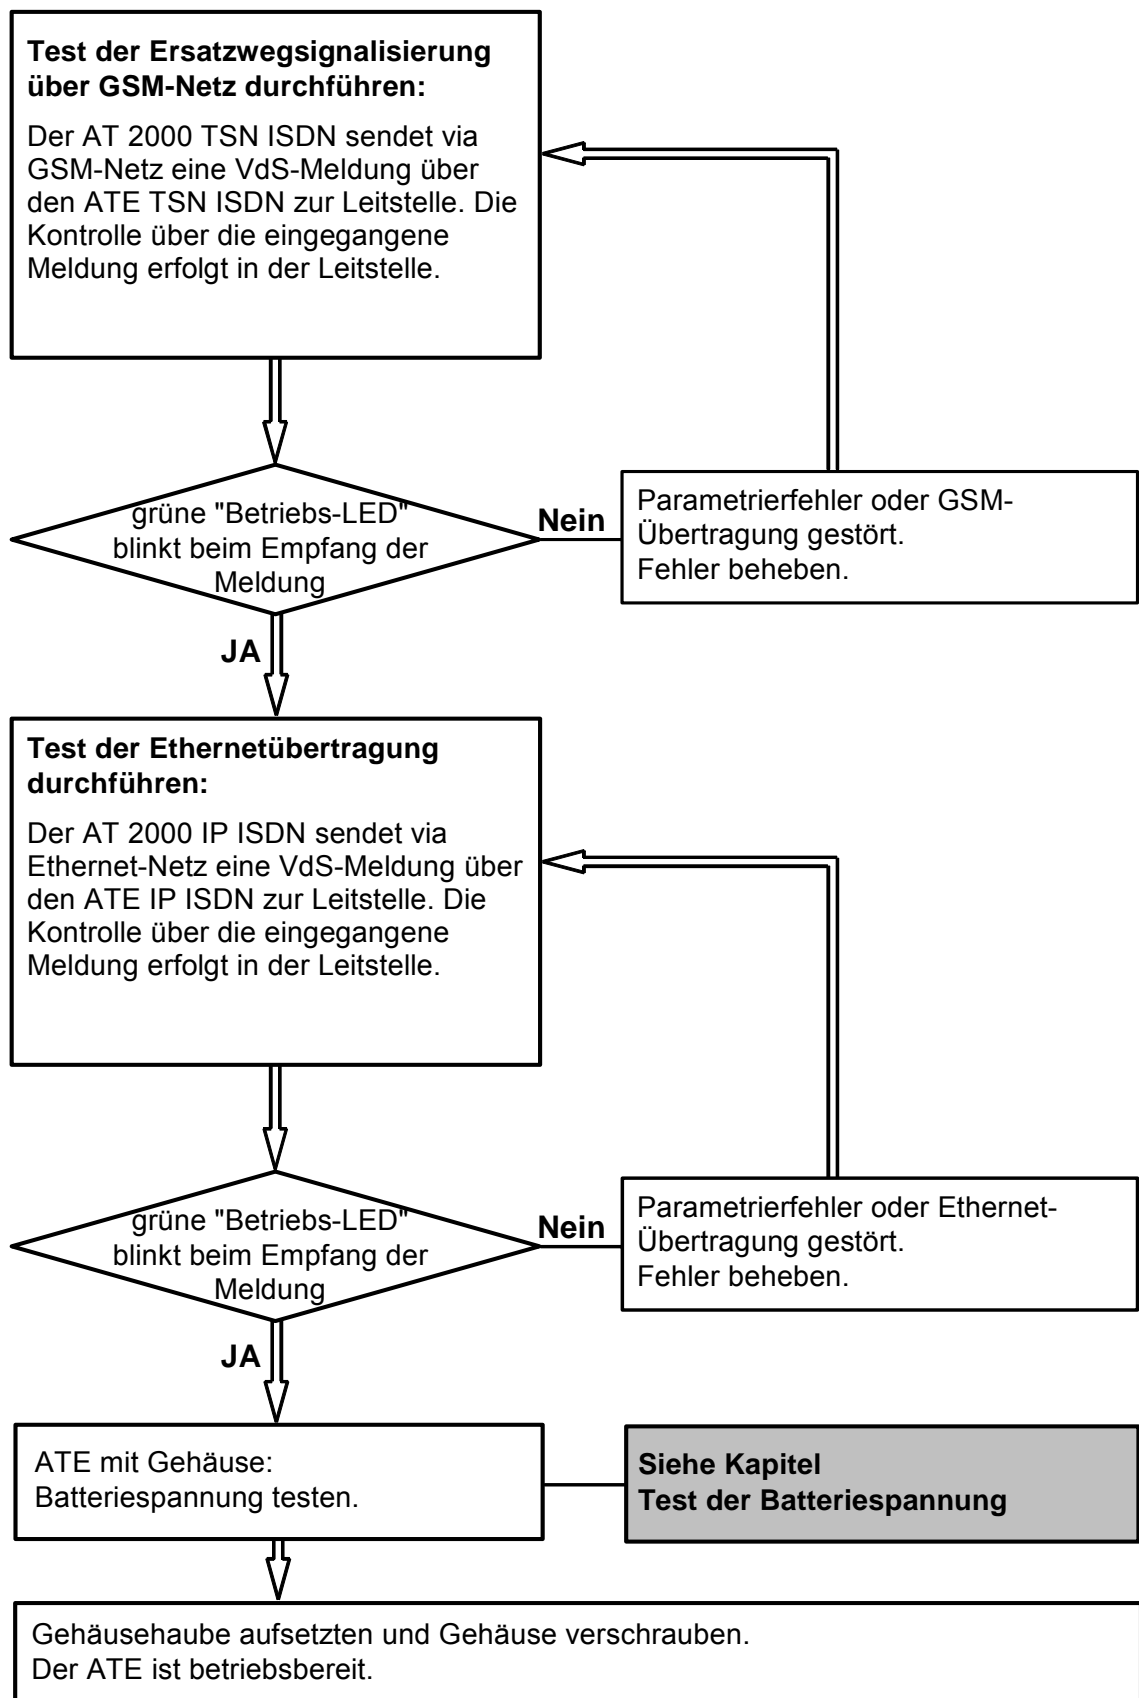 Test der Ersatzwegsignalisierung
über GSM-Netz durchführen:
Der AT 2000 TSN ISDN sendet via
GSM-Netz eine VdS-Meldung über
den ATE TSN ISDN zur Leitstelle. Die
Kontrolle über die eingegangene
Meldung erfolgt in der Leitstelle.
grüne "Betriebs-LED"
blinkt beim Empfang der
Meldung
Nein
Parametrierfehler oder GSM-
Übertragung gestört.
Fehler beheben.
JA
Test der Ethernetübertragung
durchführen:
Der AT 2000 IP ISDN sendet via
Ethernet-Netz eine VdS-Meldung über
den ATE IP ISDN zur Leitstelle. Die
Kontrolle über die eingegangene
Meldung erfolgt in der Leitstelle.
grüne "Betriebs-LED"
blinkt beim Empfang der
Meldung
Nein
Parametrierfehler oder Ethernet-
Übertragung gestört.
Fehler beheben.
JA
ATE mit Gehäuse:
Batteriespannung testen.
Siehe Kapitel
Test der Batteriespannung
Gehäusehaube aufsetzten und Gehäuse verschrauben.
Der ATE ist betriebsbereit.